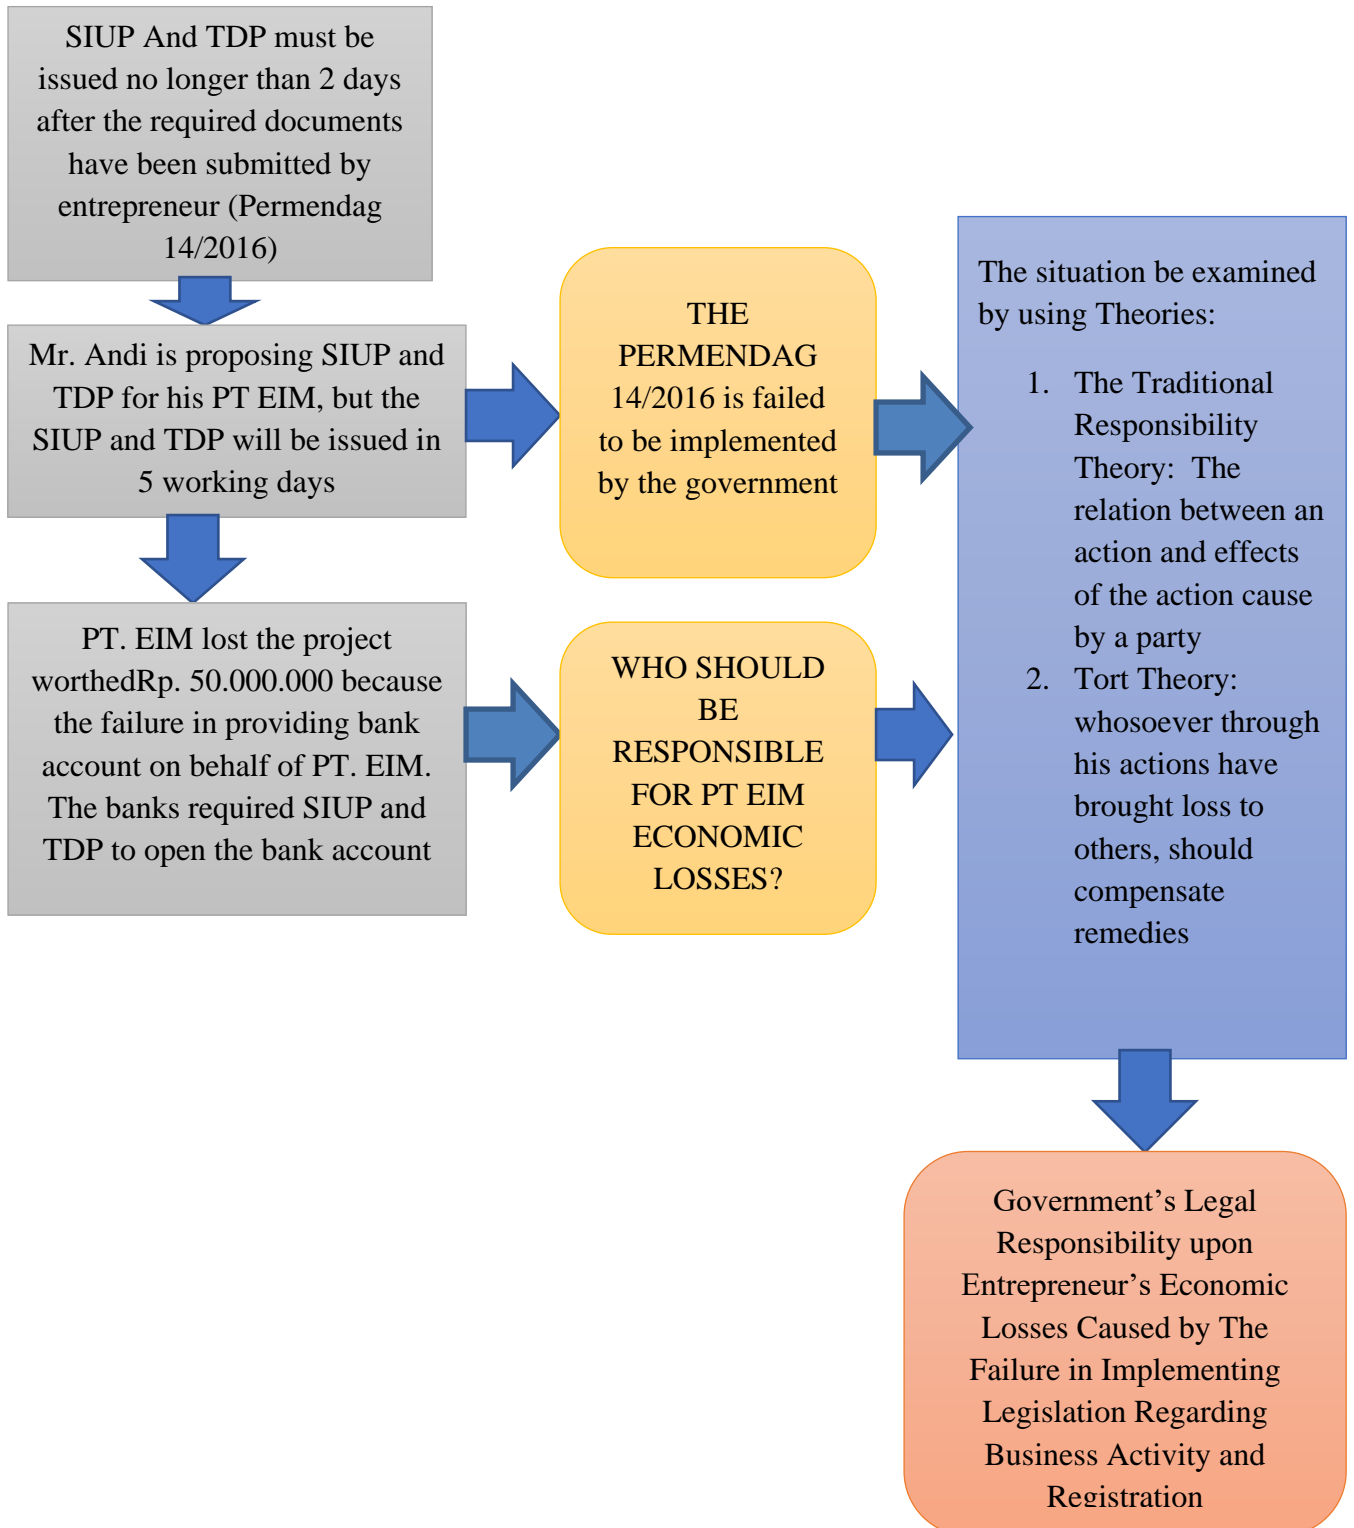 SIUP And TDP must be
issued no longer than 2 days
after the required documents
have been submitted by
entrepreneur (Permendag
14/2016)
Mr. Andi is proposing SIUP and
TDP for his PT EIM, but the
SIUP and TDP will be issued in
5 working days
PT. EIM lost the project
worthedRp. 50.000.000 because
the failure in providing bank
account on behalf of PT. EIM.
The banks required SIUP and
TDP to open the bank account
THE
PERMENDAG
14/2016 is failed
to be implemented
by the government
WHO SHOULD
BE
RESPONSIBLE
FOR PT EIM
ECONOMIC
LOSSES?
The situation be examined
by using Theories:
1. The Traditional
Responsibility
Theory: The
relation between an
action and effects
of the action cause
by a party
2. Tort Theory:
whosoever through
his actions have
brought loss to
others, should
compensate
remedies
Government’s Legal
Responsibility upon
Entrepreneur’s Economic
Losses Caused by The
Failure in Implementing
Legislation Regarding
Business Activity and
Registration